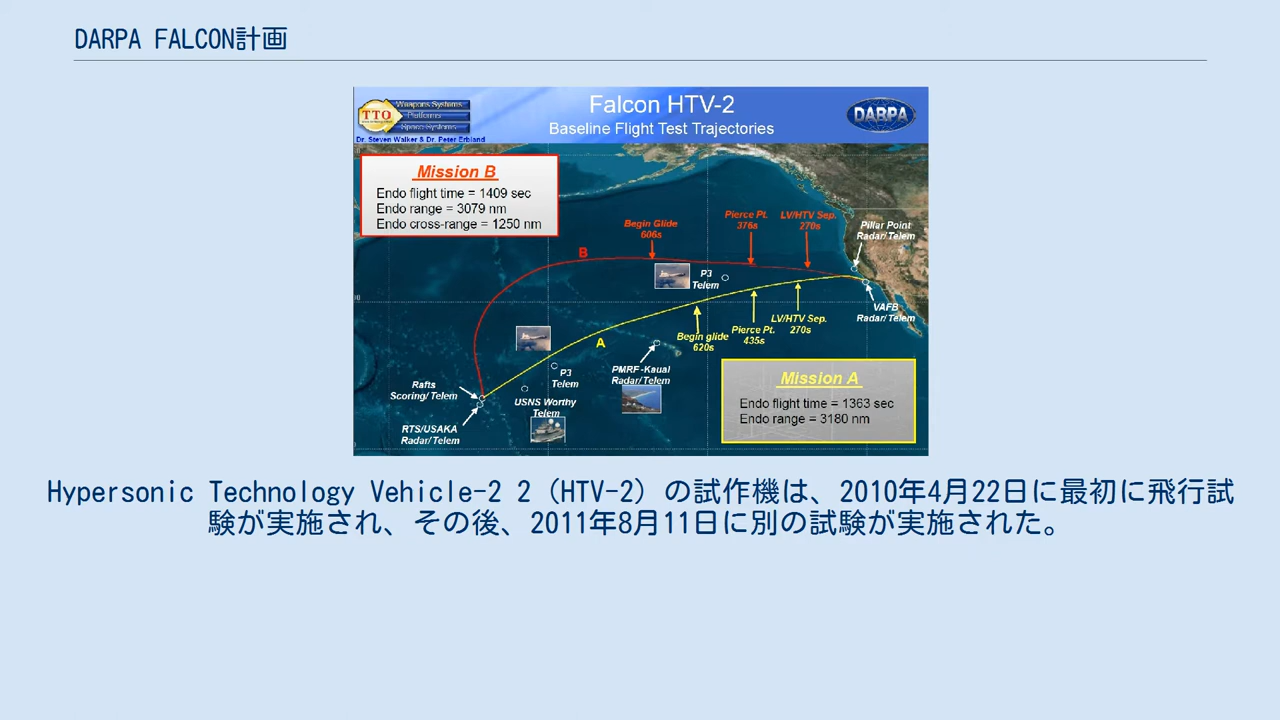 DARPA FALCON計画
Falcon HTV-2
Baseline Flight Test Trajectories
TTO
Weapons Systems
Platforms
Space Systems
Dr. Steven Walker & Dr. Peter Erbland
DARPA
Mission B
Endo flight time = 1409 sec
Endo range = 3079 nm
Endo cross-range = 1250 nm
Begin Glide
606s
Pierce Pt.
376s
LV/HTV Sep.
270s
Pillar Point
Radar/Telem
B
P3
Telem
VAFB
Radar/Telem
LV/HTV Sep.
270s
Pierce Pt.
435s
Begin glide
620s
A
PMRF-Kauai
Radar/Telem
P3
Telem
USNS Worthy
Telem
Rafts
Scoring/Telem
RTS/USAKA
Radar/Telem
Mission A
Endo flight time = 1363 sec
Endo range = 3180 nm
Hypersonic Technology Vehicle-2 2（HTV-2）の試作機は、2010年4月22日に最初に飛行試
験が実施され、その後、2011年8月11日に別の試験が実施された。